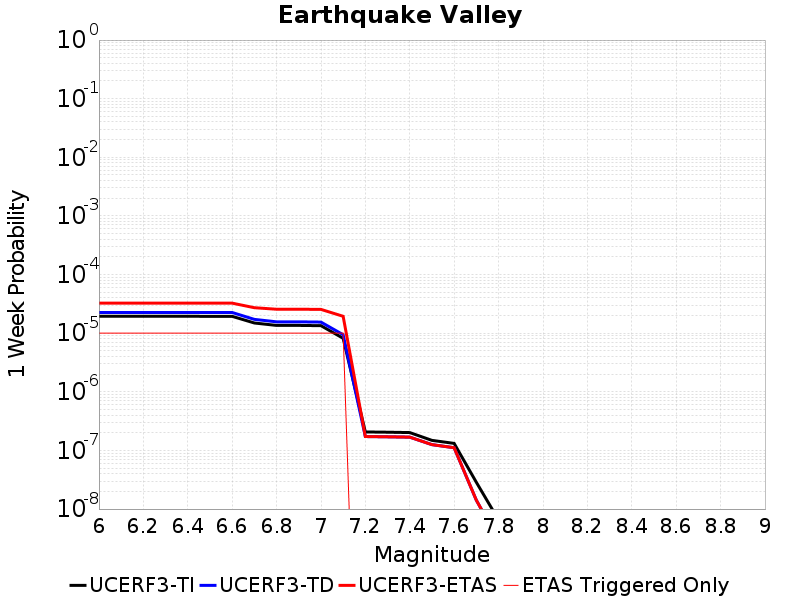 Earthquake Valley
1 Week Probability
10^0
10^-1
10^-2
10^-3
10^-4
10^-5
10^-6
10^-7
10^-8
6 6.2 6.4 6.6 6.8 7 7.2 7.4 7.6 7.8 8 8.2 8.4 8.6 8.8 9
Magnitude
UCERF3-TI UCERF3-TD UCERF3-ETAS ETAS Triggered Only